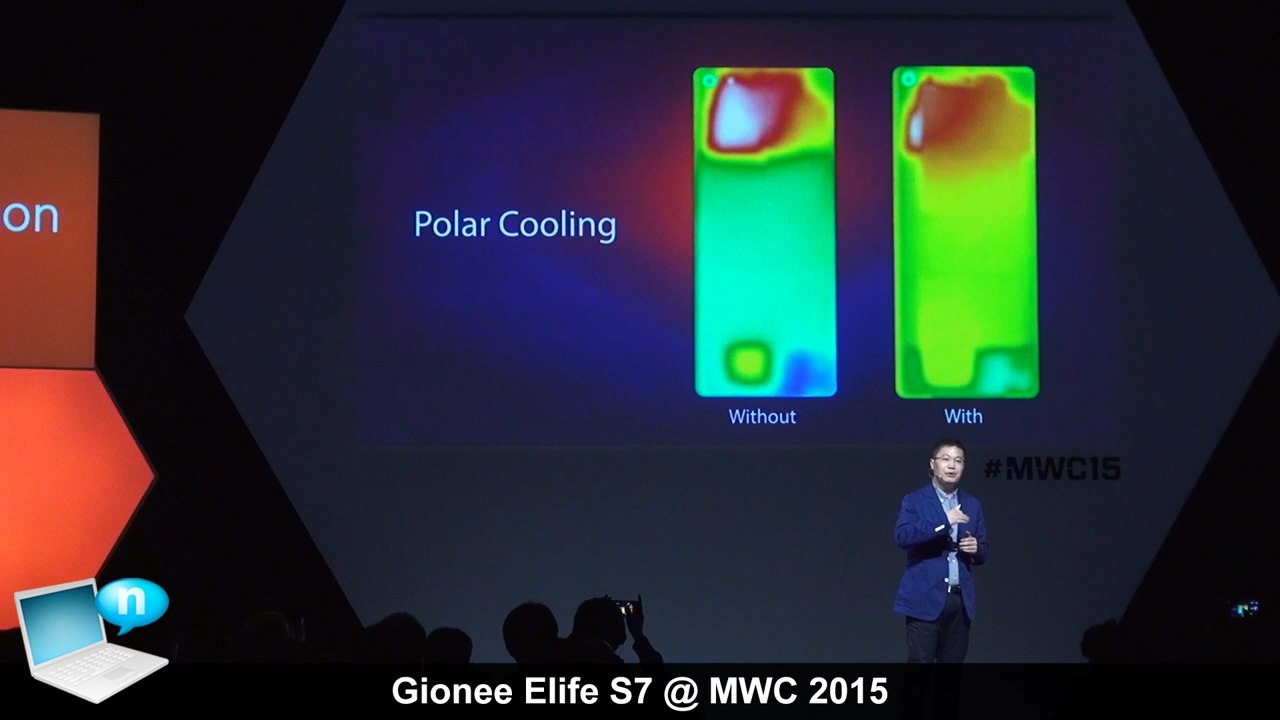 on
Polar Cooling
Without
With
#MWC15
n
Gionee Elife S7 @ MWC 2015